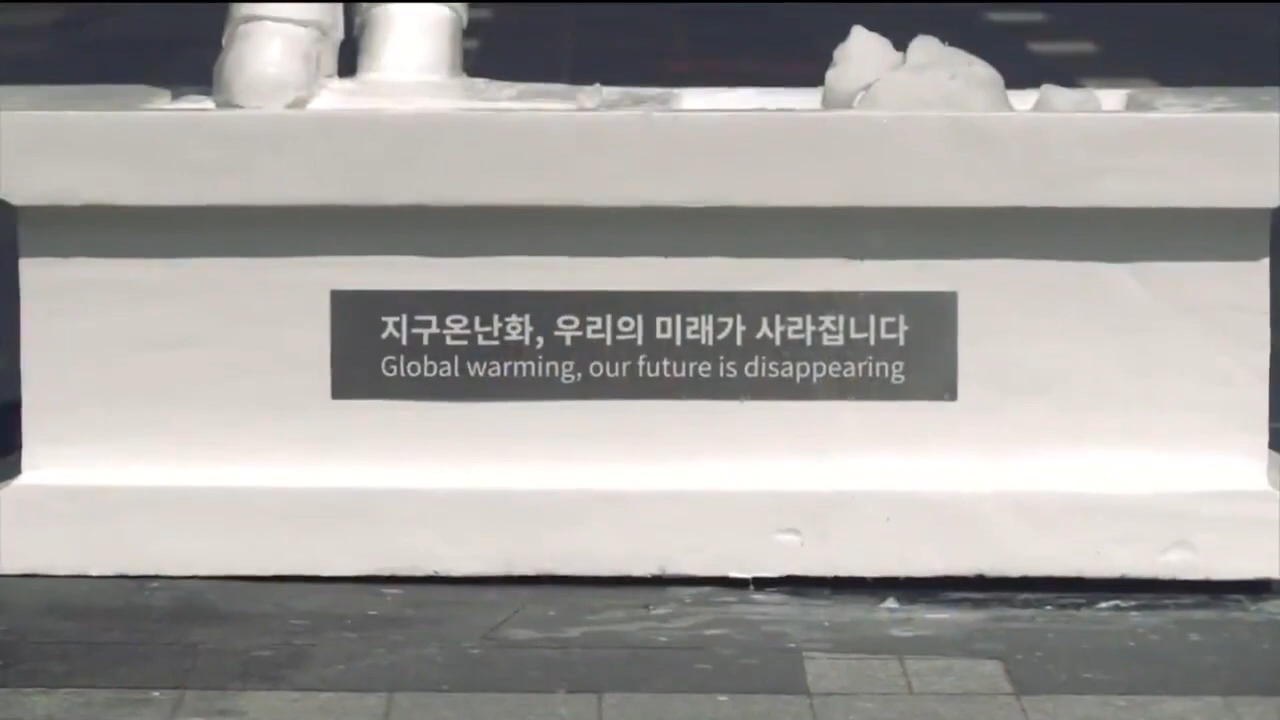 지구온난화, 우리의 미래가 사라집니다
Global warming, our future is disappearing